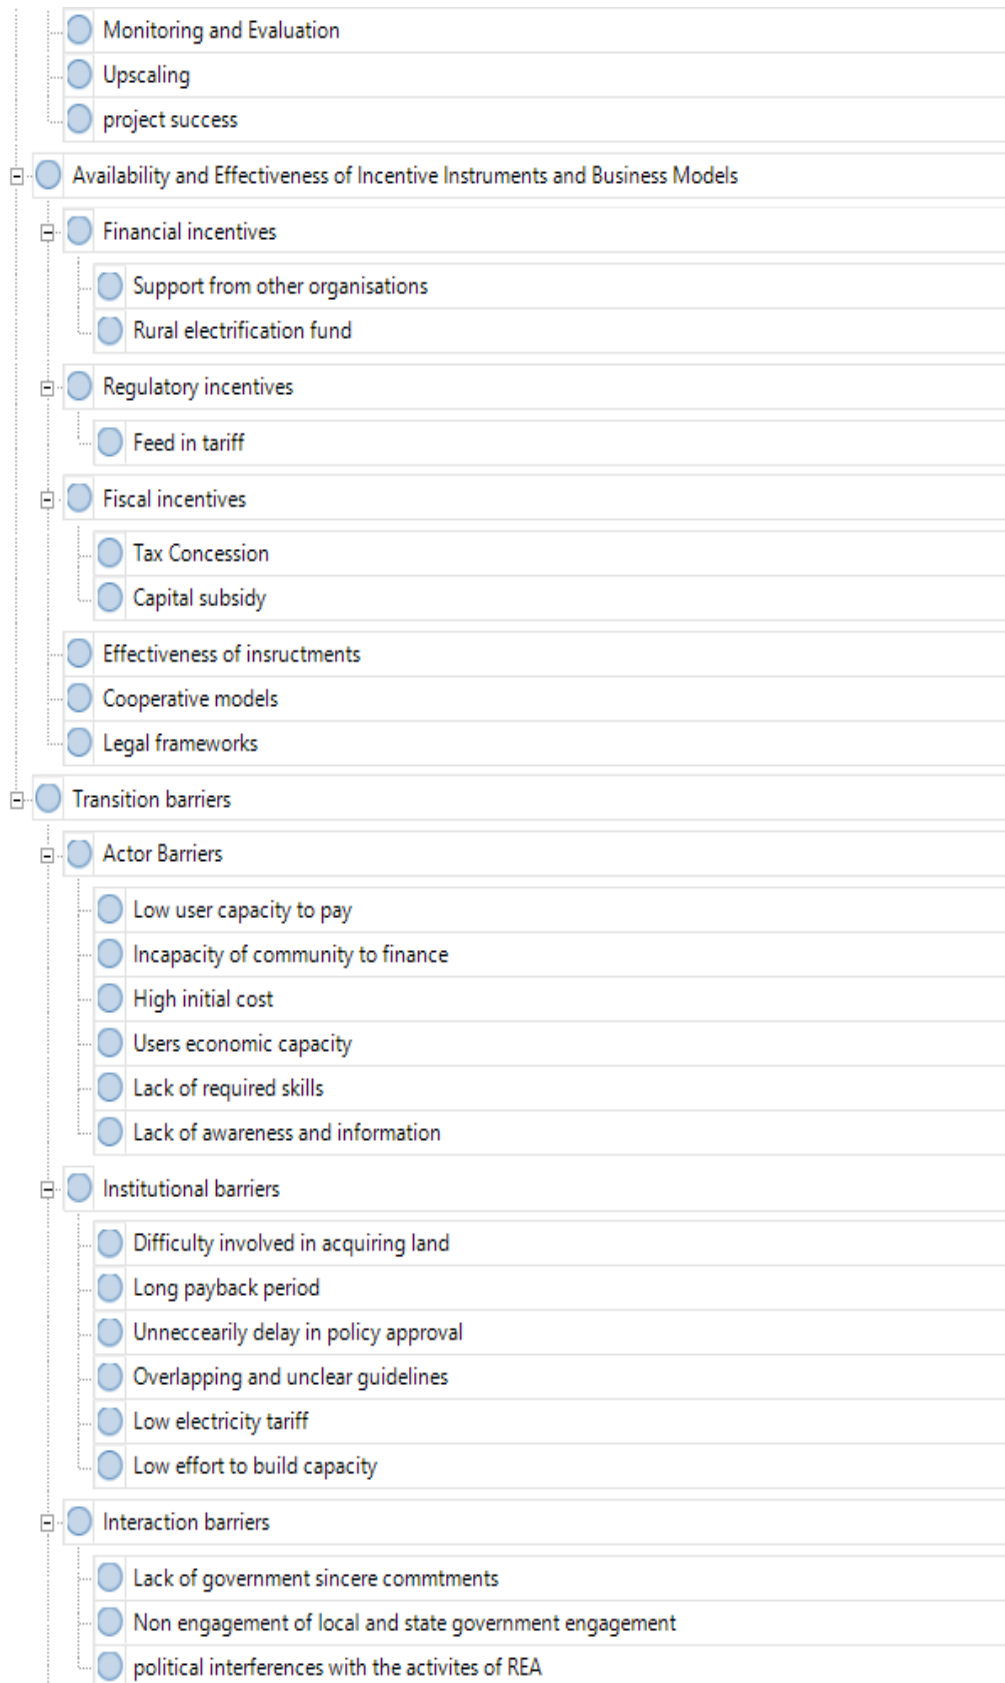 Monitoring and Evaluation
Upscaling
project success
Availability and Effectiveness of Incentive Instruments and Business Models
Financial incentives
Support from other organisations
Rural electrification fund
Regulatory incentives
Feed in tariff
Fiscal incentives
Tax Concession
Capital subsidy
Effectiveness of insructments
Cooperative models
Legal frameworks
Transition barriers
Actor Barriers
Low user capacity to pay
Incapacity of community to finance
High initial cost
Users economic capacity
Lack of required skills
Lack of awareness and information
Institutional barriers
Difficulty involved in acquiring land
Long payback period
Unneccearily delay in policy approval
Overlapping and unclear guidelines
Low electricity tariff
Low effort to build capacity
Interaction barriers
Lack of government sincere commtments
Non engagement of local and state government engagement
political interferences with the activites of REA